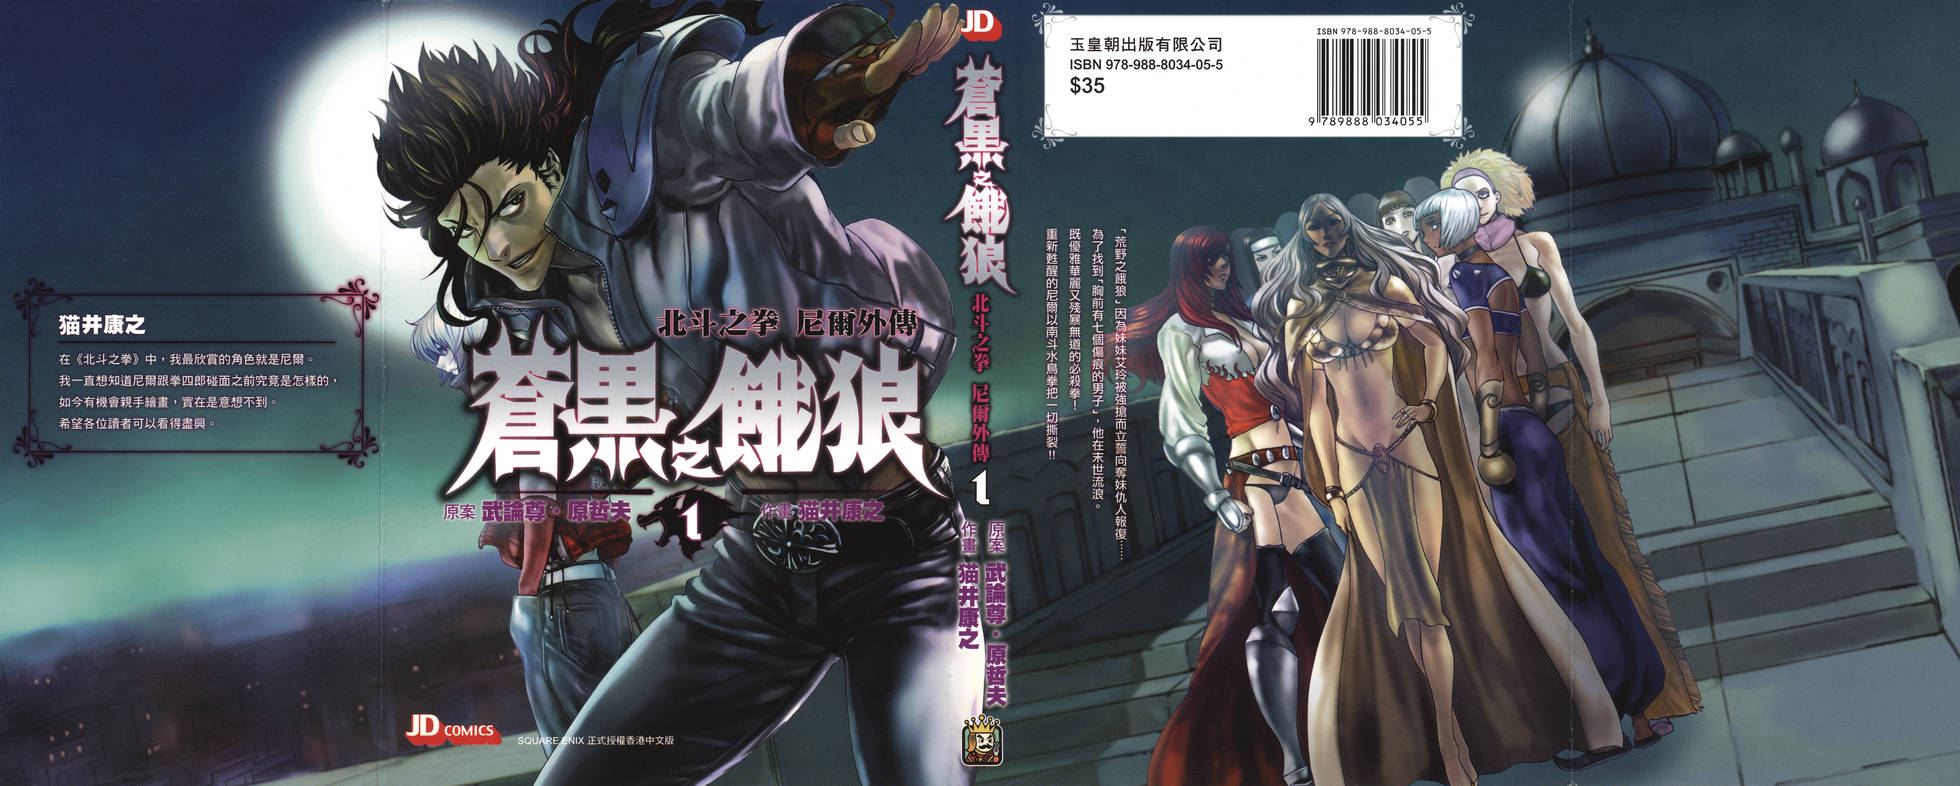 猫井康之
在《北斗之拳》中，我最欣賞的角色就是尼爾。
我一直想知道尼爾跟拳四郎碰面之前究竟是怎樣的，
如今有機會親手繪畫，實在是意想不到。
希望各位讀者可以看得盡興。
北斗之拳 尼爾外傳
蒼黒之餓狼
原案 武論尊・原哲夫
1
作畫 猫井康之
JD COMICS
SQUARE ENIX 正式授權香港中文版
JD
蒼黒之餓狼
北斗之拳 尼爾外傳
1
原案 武論尊・原哲夫
作畫 猫井康之
玉皇朝出版有限公司
ISBN 978-988-8034-05-5
$35
ISBN 978-988-8034-05-5
9 789888 034055
「荒野之餓狼」因為妹妹艾玲被強搶而立誓向奪妹仇人報復……
為了找到「胸前有七個傷痕的男子」，他在末世流浪。
既優雅華麗又殘暴無道的必殺拳！
重新甦醒的尼爾以南斗水鳥拳把一切撕裂!!